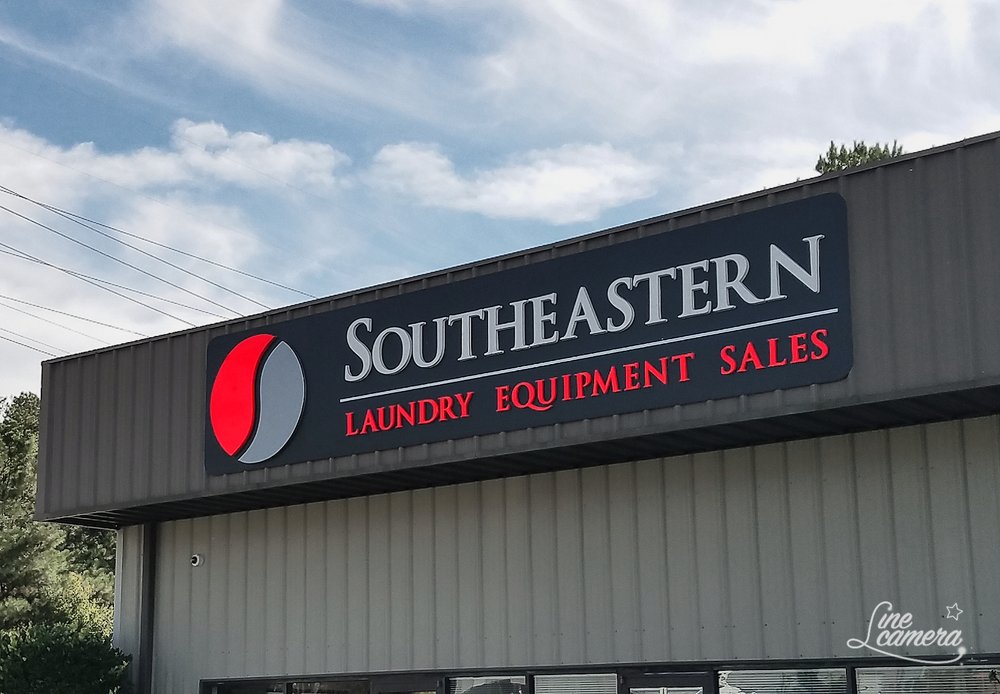 SOUTHEASTERN
LAUNDRY EQUIPMENT SALES
Line
camera